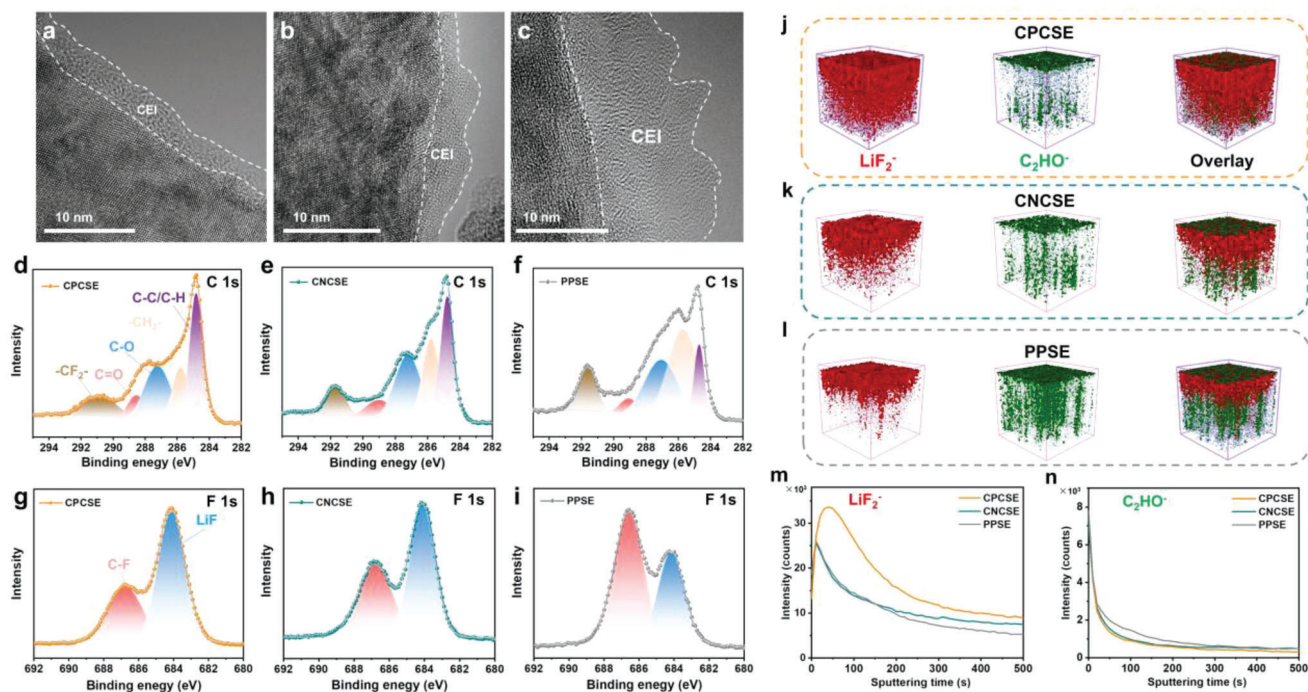 a
CEI
10 nm
b
CEI
10 nm
c
CEI
10 nm
d
CPCSE
C 1s
C-C/C-H
-CH₂-
C-O
C=O
-CF₂-
Intensity
294 292 290 288 286 284 282
Binding enegy (eV)
e
CNCSE
C 1s
Intensity
294 292 290 288 286 284 282
Binding enegy (eV)
f
PPSE
C 1s
Intensity
294 292 290 288 286 284 282
Binding enegy (eV)
g
CPCSE
F 1s
LiF
C-F
Intensity
692 690 688 686 684 682 680
Binding energy (eV)
h
CNCSE
F 1s
Intensity
692 690 688 686 684 682 680
Binding energy (eV)
i
PPSE
F 1s
Intensity
692 690 688 686 684 682 680
Binding energy (eV)
j
CPCSE
LiF₂⁻
C₂HO⁻
Overlay
k
CNCSE
l
PPSE
m
×10³
LiF₂⁻
CPCSE
CNCSE
PPSE
Intensity (counts)
30
20
10
0
0 100 200 300 400 500
Sputtering time (s)
n
×10³
C₂HO⁻
CPCSE
CNCSE
PPSE
Intensity (counts)
8
6
4
2
0
0 100 200 300 400 500
Sputtering time (s)